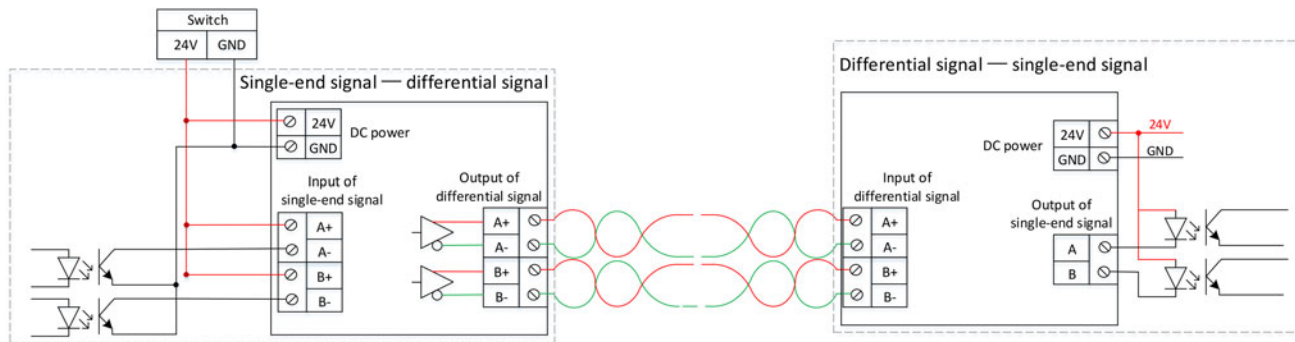 Switch
24V GND
Single-end signal — differential signal
24V
GND
DC power
Input of
single-end signal
A+
A-
B+
B-
Output of
differential signal
A+
A-
B+
B-
Differential signal — single-end signal
DC power
24V
GND
24V
GND
Input of
differential signal
A+
A-
B+
B-
Output of
single-end signal
A
B